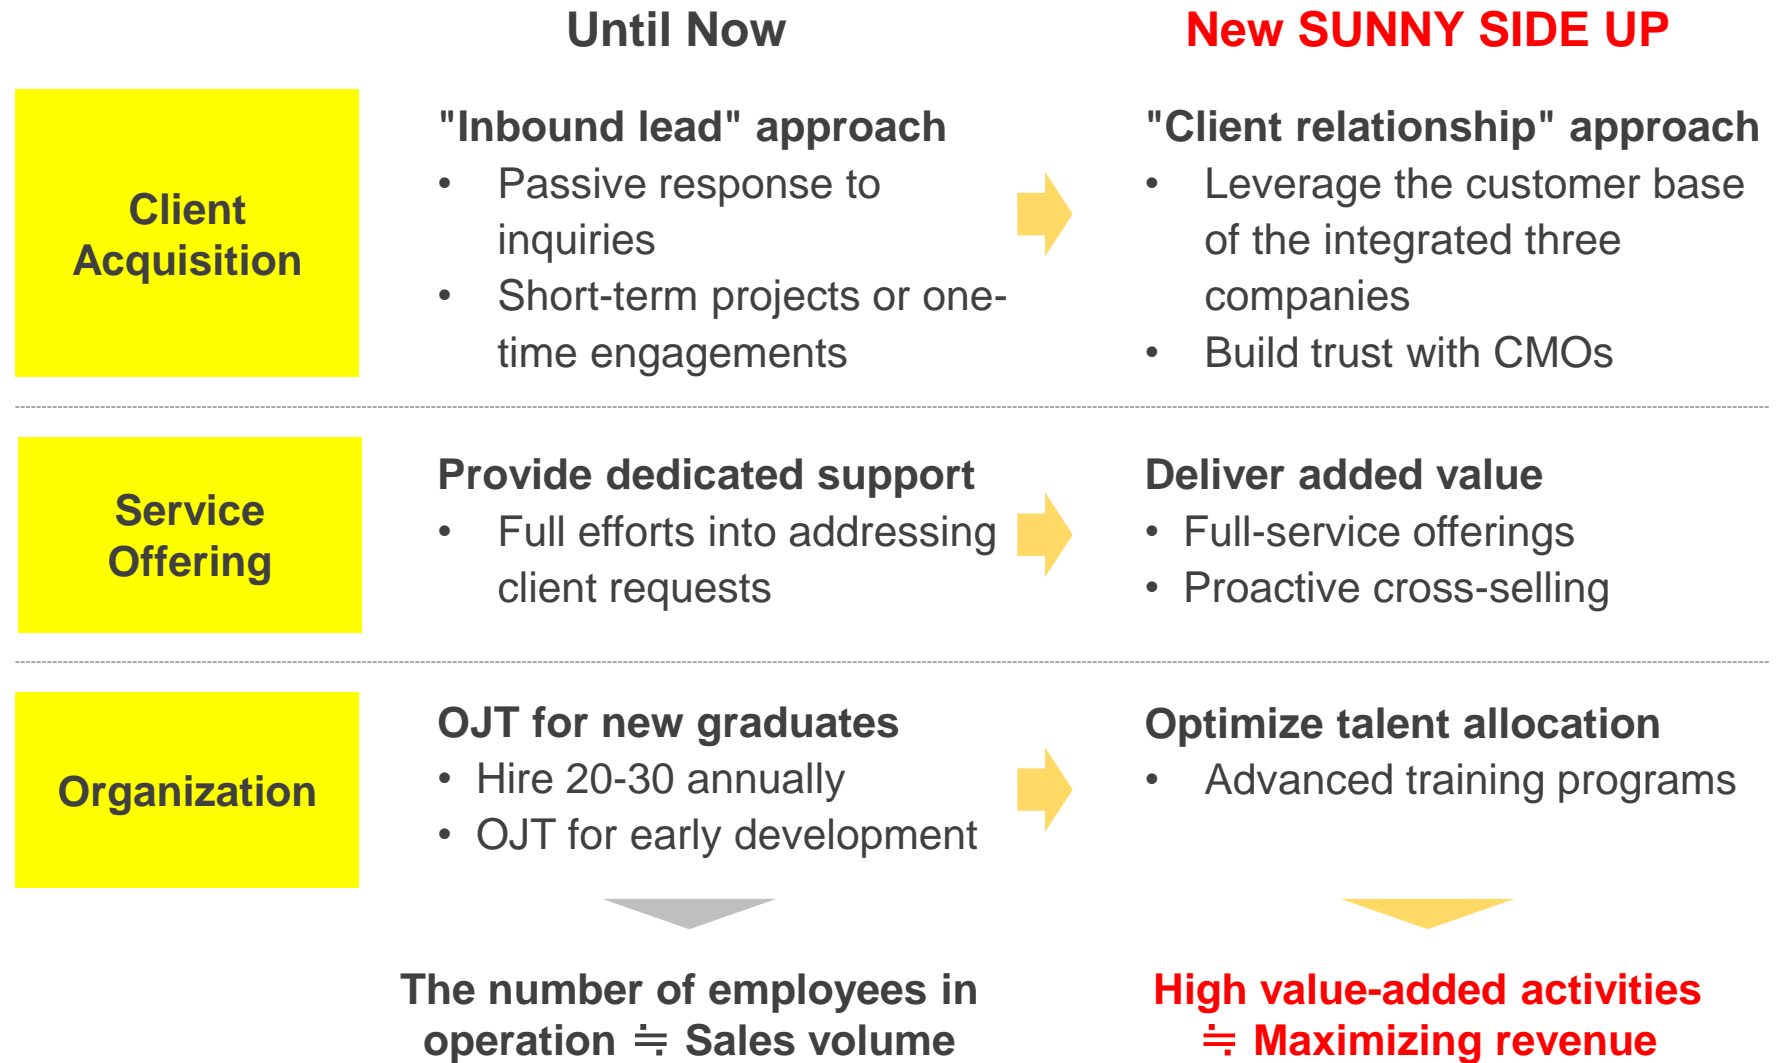 Until Now
New SUNNY SIDE UP
Client
Acquisition
"Inbound lead" approach
• Passive response to
inquiries
• Short-term projects or one-
time engagements
"Client relationship" approach
• Leverage the customer base
of the integrated three
companies
• Build trust with CMOs
Service
Offering
Provide dedicated support
• Full efforts into addressing
client requests
Deliver added value
• Full-service offerings
• Proactive cross-selling
Organization
OJT for new graduates
• Hire 20-30 annually
• OJT for early development
Optimize talent allocation
• Advanced training programs
The number of employees in
operation ≒ Sales volume
High value-added activities
≒ Maximizing revenue